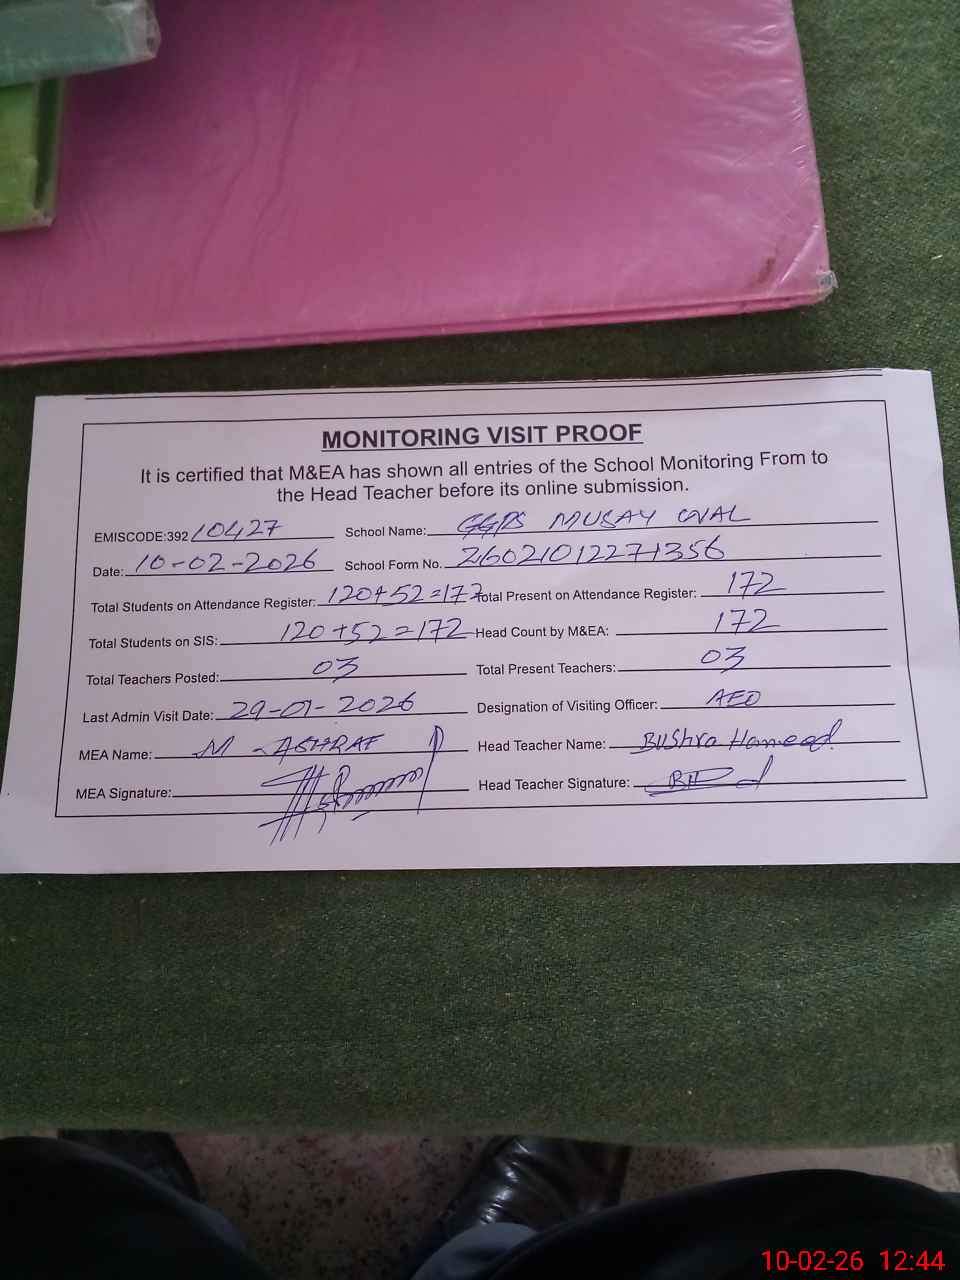 MONITORING VISIT PROOF
It is certified that M&EA has shown all entries of the School Monitoring From to
the Head Teacher before its online submission.
EMISCODE:392 10427 School Name: GGPS MUSAY WAL
Date: 10-02-2026 School Form No. 26021012271356
Total Students on Attendance Register: 120+52=172 Total Present on Attendance Register: 172
Total Students on SIS: 120+52=172 Head Count by M&EA: 172
Total Teachers Posted: 03 Total Present Teachers: 03
Last Admin Visit Date: 29-01-2026 Designation of Visiting Officer: AEO
MEA Name: M ASHRAF Head Teacher Name: Bushra Hameed
MEA Signature: Head Teacher Signature:
10-02-26 12:44